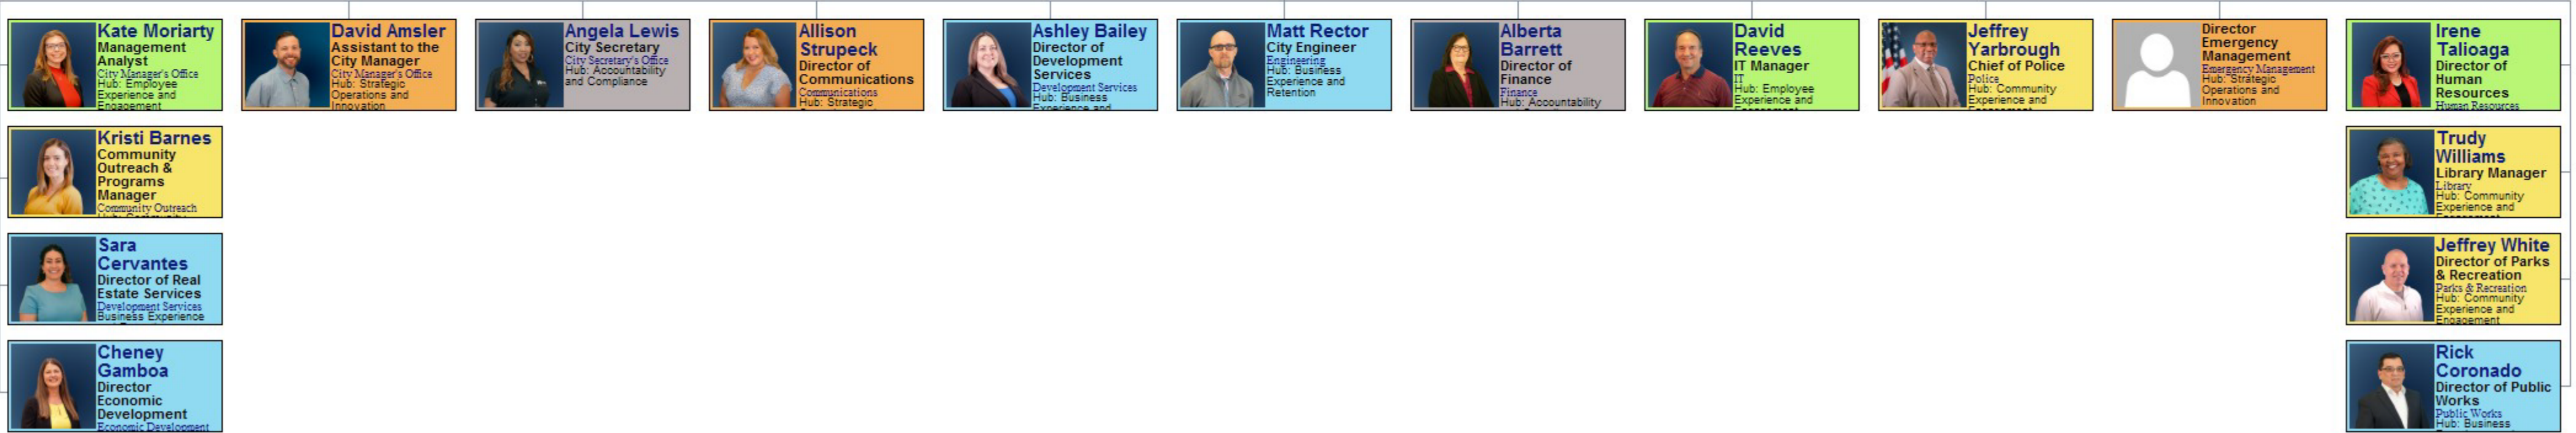 Kate Moriarty
Management
Analyst
City Manager's Office
Hub: Employee
Experience and
Engagement
David Amsler
Assistant to the
City Manager
City Manager's Office
Hub: Strategic
Operations and
Innovation
Angela Lewis
City Secretary
City Secretary's Office
Hub: Accountability
and Compliance
Allison
Strupeck
Director of
Communications
Communications
Hub: Strategic
Ashley Bailey
Director of
Development
Services
Development Services
Hub: Business
Experience and
Matt Rector
City Engineer
Engineering
Hub: Business
Experience and
Retention
Alberta
Barrett
Director of
Finance
Finance
Hub: Accountability
David
Reeves
IT Manager
IT
Hub: Employee
Experience and
Engagement
Jeffrey
Yarbrough
Chief of Police
Police
Hub: Community
Experience and
Engagement
Director
Emergency
Management
Emergency Management
Hub: Strategic
Operations and
Innovation
Irene
Talioaga
Director of
Human
Resources
Human Resources
Kristi Barnes
Community
Outreach &
Programs
Manager
Community Outreach
Hub: Community
Trudy
Williams
Library Manager
Library
Hub: Community
Experience and
Engagement
Sara
Cervantes
Director of Real
Estate Services
Development Services
Business Experience
Jeffrey White
Director of Parks
& Recreation
Parks & Recreation
Hub: Community
Experience and
Engagement
Cheney
Gamboa
Director
Economic
Development
Economic Development
Rick
Coronado
Director of Public
Works
Public Works
Hub: Business